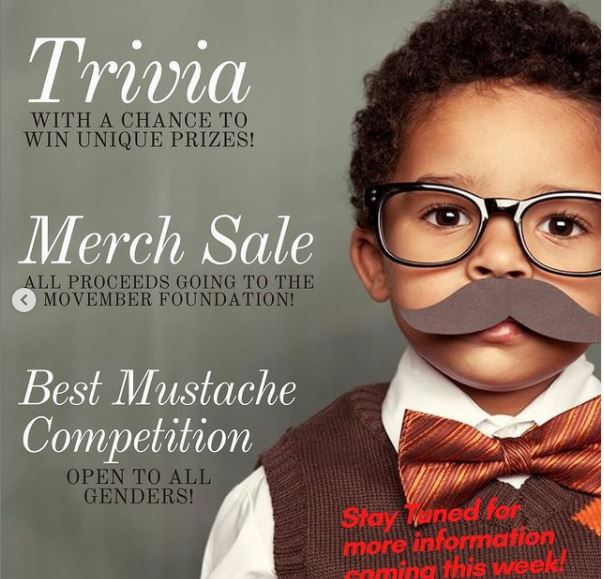 Trivia
WITH A CHANCE TO
WIN UNIQUE PRIZES!
Merch Sale
ALL PROCEEDS GOING TO THE
MOVEMBER FOUNDATION!
Best Mustache
Competition
OPEN TO ALL
GENDERS!
Stay Tuned for
more information
coming this week!